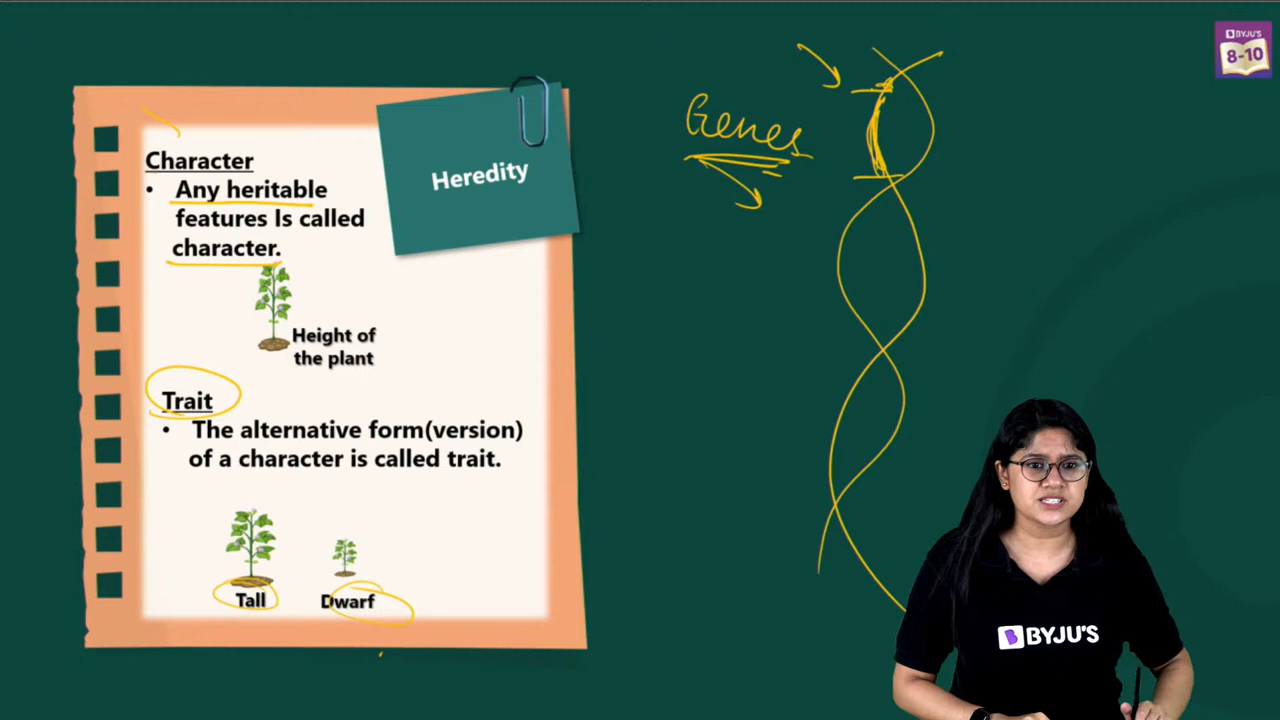 BYJU'S
8-10
Heredity
Character
• Any heritable
features Is called
character.
Height of
the plant
Trait
• The alternative form(version)
of a character is called trait.
Tall
Dwarf
Genes
BYJU'S